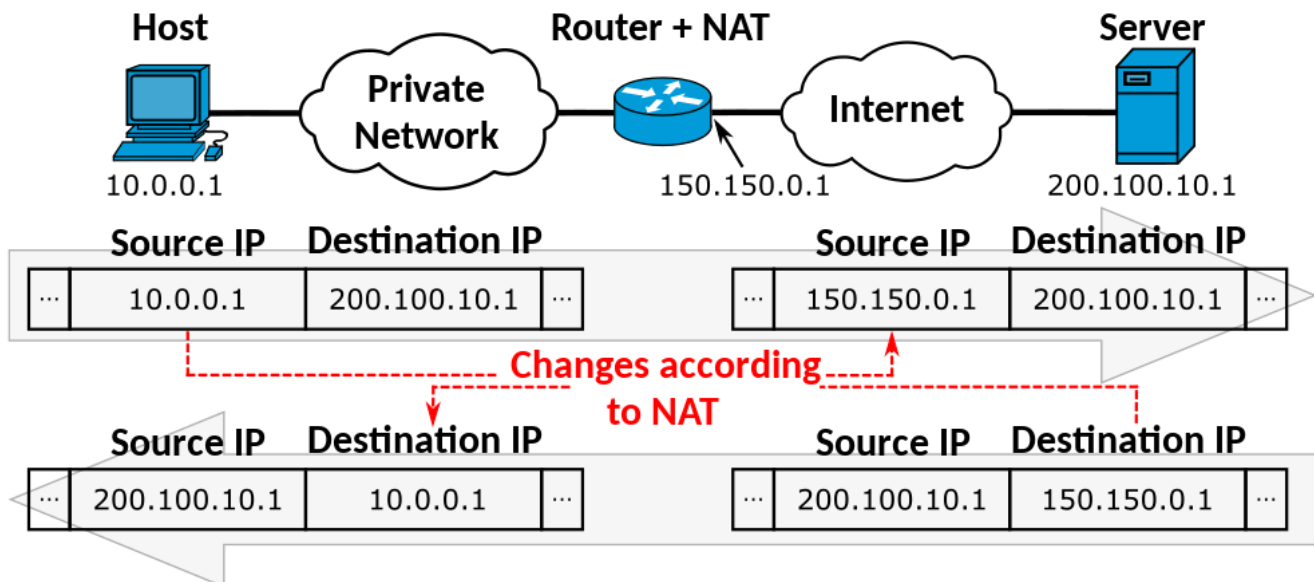 Host Router + NAT Server
Private
Network
Internet
10.0.0.1 150.150.0.1 200.100.10.1
Source IP Destination IP Source IP Destination IP
... 10.0.0.1 200.100.10.1 ... ... 150.150.0.1 200.100.10.1 ...
Changes according
to NAT
Source IP Destination IP Source IP Destination IP
... 200.100.10.1 10.0.0.1 ... ... 200.100.10.1 150.150.0.1 ...